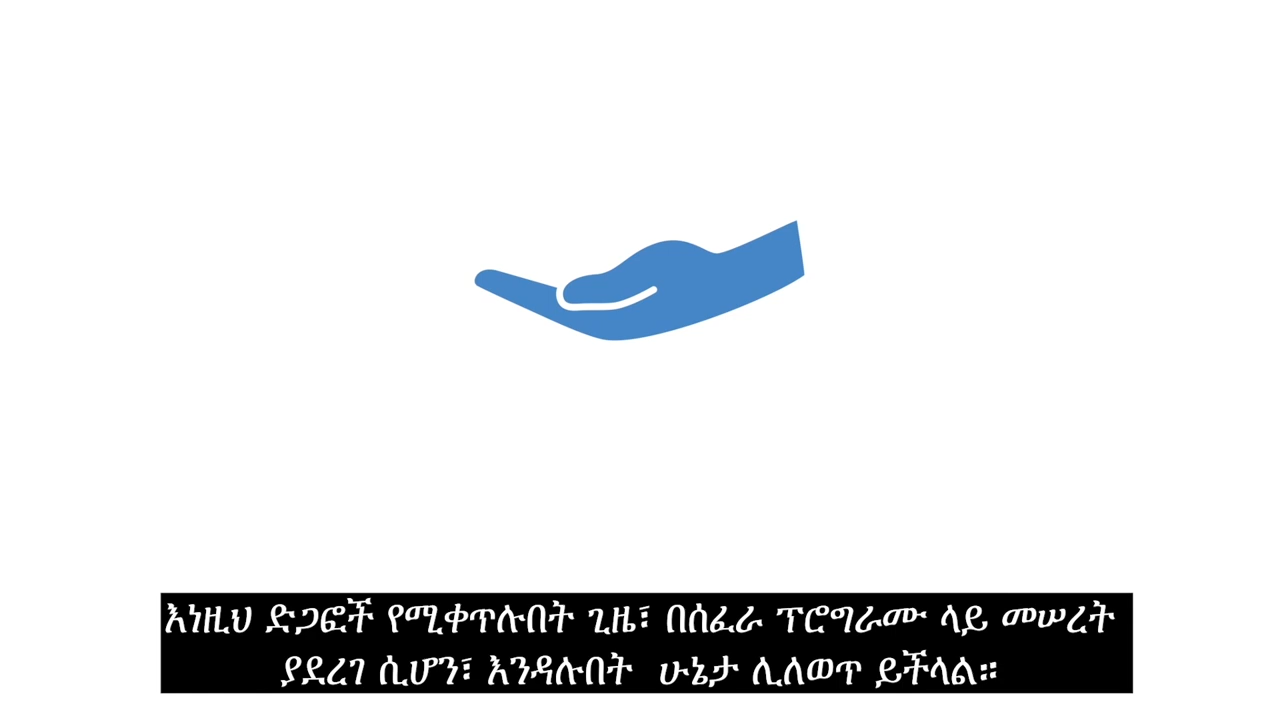 እነዚህ ድጋፎች የሚቀጥሉበት ጊዜ፣ በሰፈራ ፕሮግራሙ ላይ መሠረት
ያደረገ ሲሆን፣ እንዳሉበት ሁኔታ ሊለወጥ ይችላል።